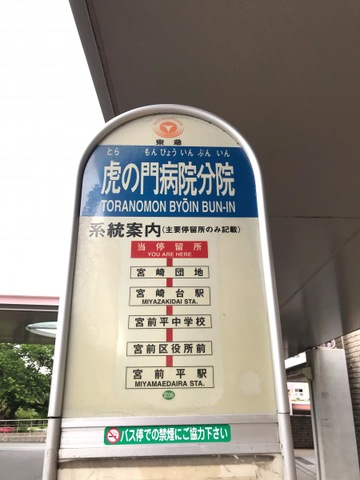 東急
とら もんびょういんぶんいん
虎の門病院分院
TORANOMON BYŌIN BUN-IN
系統案内(主要停留所のみ記載)
当停留所
YOU ARE HERE
宮崎団地
宮崎台駅
MIYAZAKIDAI STA.
宮前平中学校
宮前区役所前
宮前平駅
MIYAMAEDAIRA STA.
バス停での禁煙にご協力下さい